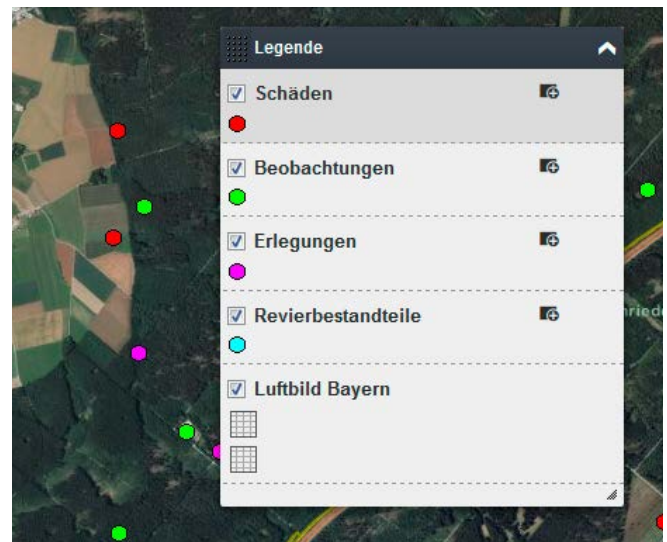 Legende
Schäden
Beobachtungen
Erlegungen
Revierbestandteile
Luftbild Bayern